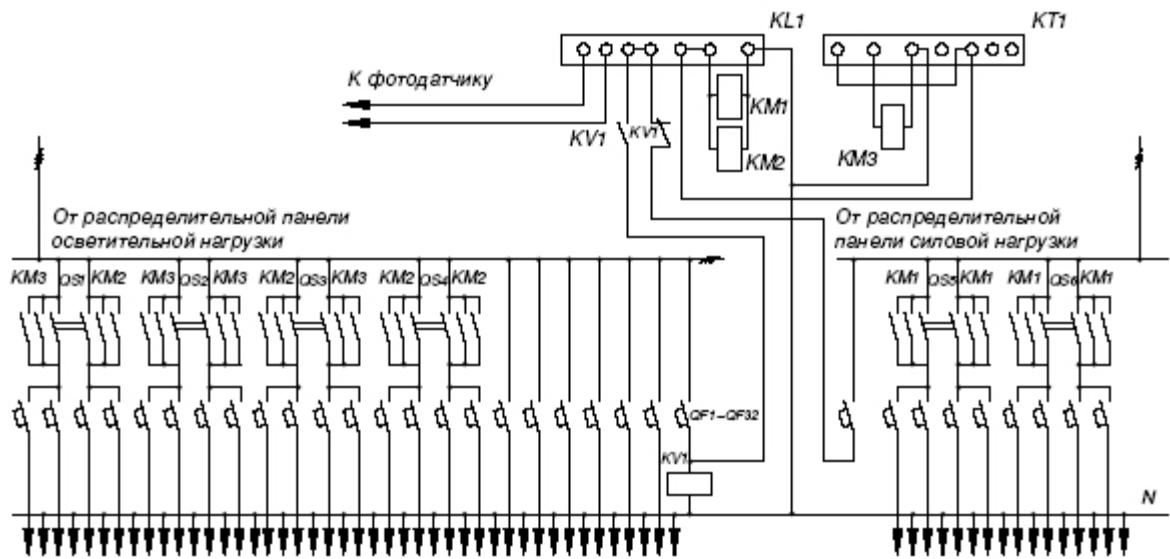 KL1
KT1
К фотодатчику
KM1
KV1
KV1
KM2
KM3
От распределительной панели
осветительной нагрузки
От распределительной
панели силовой нагрузки
KM3 QS1 KM2 KM3 QS2 KM3 KM2 QS3 KM3 KM2 QS4 KM2
KM1 QS5 KM1 KM1 QS6 KM1
QF1-QF32
KV1
N